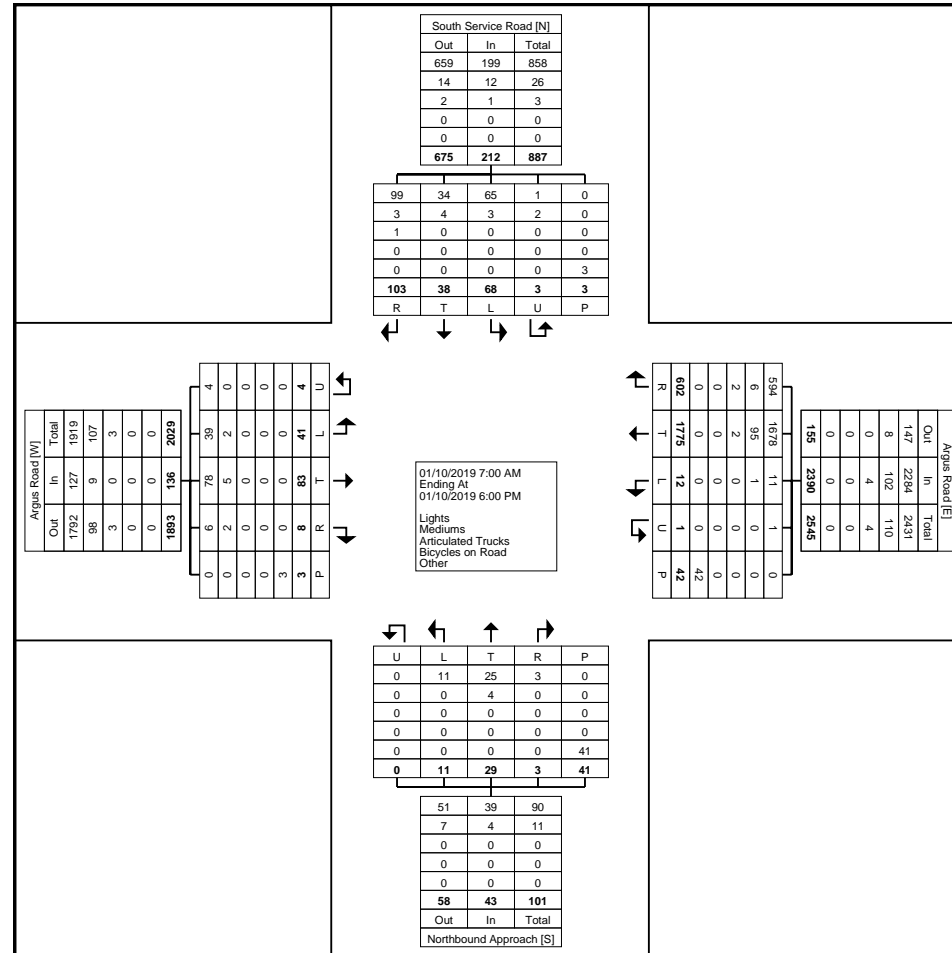 South Service Road [N]
Out In Total
659 199 858
14 12 26
2 1 3
0 0 0
0 0 0
675 212 887
99 34 65 1 0
3 4 3 2 0
1 0 0 0 0
0 0 0 0 0
0 0 0 0 3
103 38 68 3 3
R T L U P
U L T R P
4 41 83 8 3
0 0 0 0 3
0 0 0 0 0
0 0 0 0 0
0 2 5 2 0
4 39 78 6 0
2029 136 1893
0 0 0
0 0 0
3 0 3
107 9 98
1919 127 1792
Total In Out
Argus Road [W]
01/10/2019 7:00 AM
Ending At
01/10/2019 6:00 PM
Lights
Mediums
Articulated Trucks
Bicycles on Road
Other
Argus Road [E]
Out In Total
147 2284 2431
8 102 110
0 4 4
0 0 0
0 0 0
155 2390 2545
594 1678 11 1 0
6 95 1 0 0
2 2 0 0 0
0 0 0 0 0
0 0 0 0 42
602 1775 12 1 42
R T L U P
U L T R P
0 11 25 3 0
0 0 4 0 0
0 0 0 0 0
0 0 0 0 0
0 0 0 0 41
0 11 29 3 41
51 39 90
7 4 11
0 0 0
0 0 0
0 0 0
58 43 101
Out In Total
Northbound Approach [S]